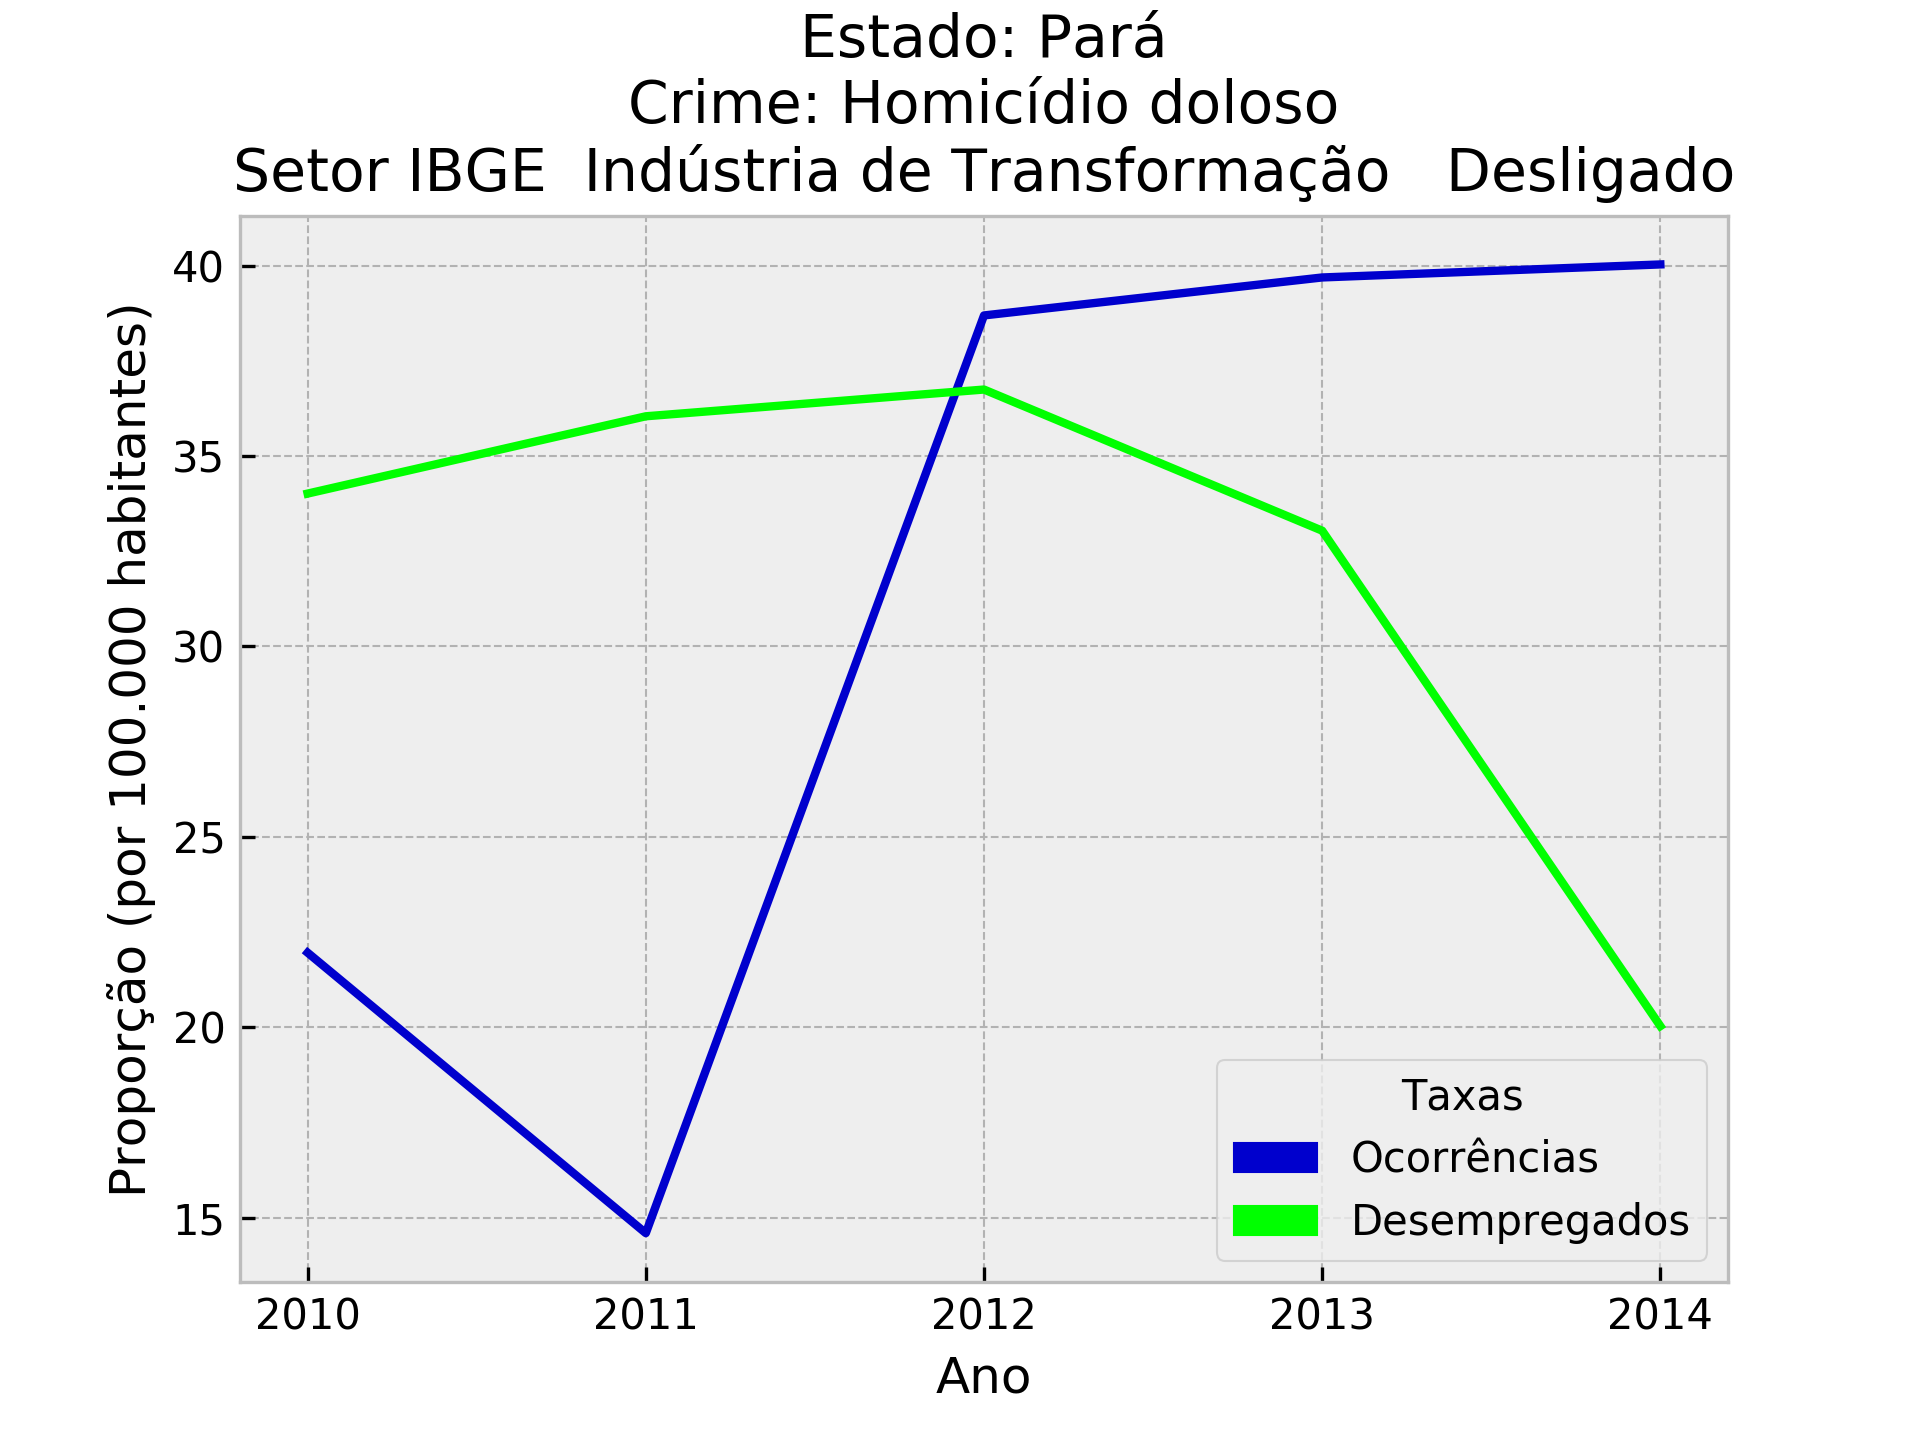 Estado: Pará
Crime: Homicídio doloso
Setor IBGE  Indústria de Transformação   Desligado
Proporção (por 100.000 habitantes)
40
35
30
25
20
15
Taxas
Ocorrências
Desempregados
2010 2011 2012 2013 2014
Ano